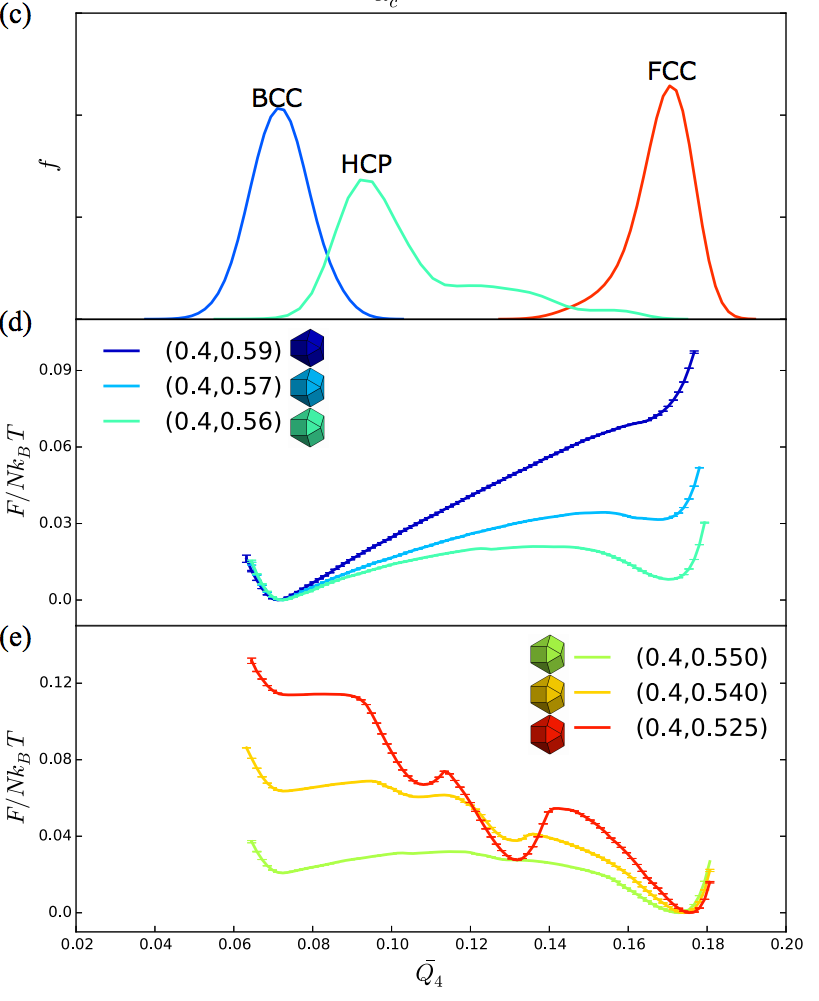 (c)
BCC
HCP
FCC
f
(d)
(0.4,0.59)
(0.4,0.57)
(0.4,0.56)
0.09
0.06
0.03
0.0
F/Nk_B T
(e)
(0.4,0.550)
(0.4,0.540)
(0.4,0.525)
0.12
0.08
0.04
0.0
F/Nk_B T
0.02 0.04 0.06 0.08 0.10 0.12 0.14 0.16 0.18 0.20
Q̄_4